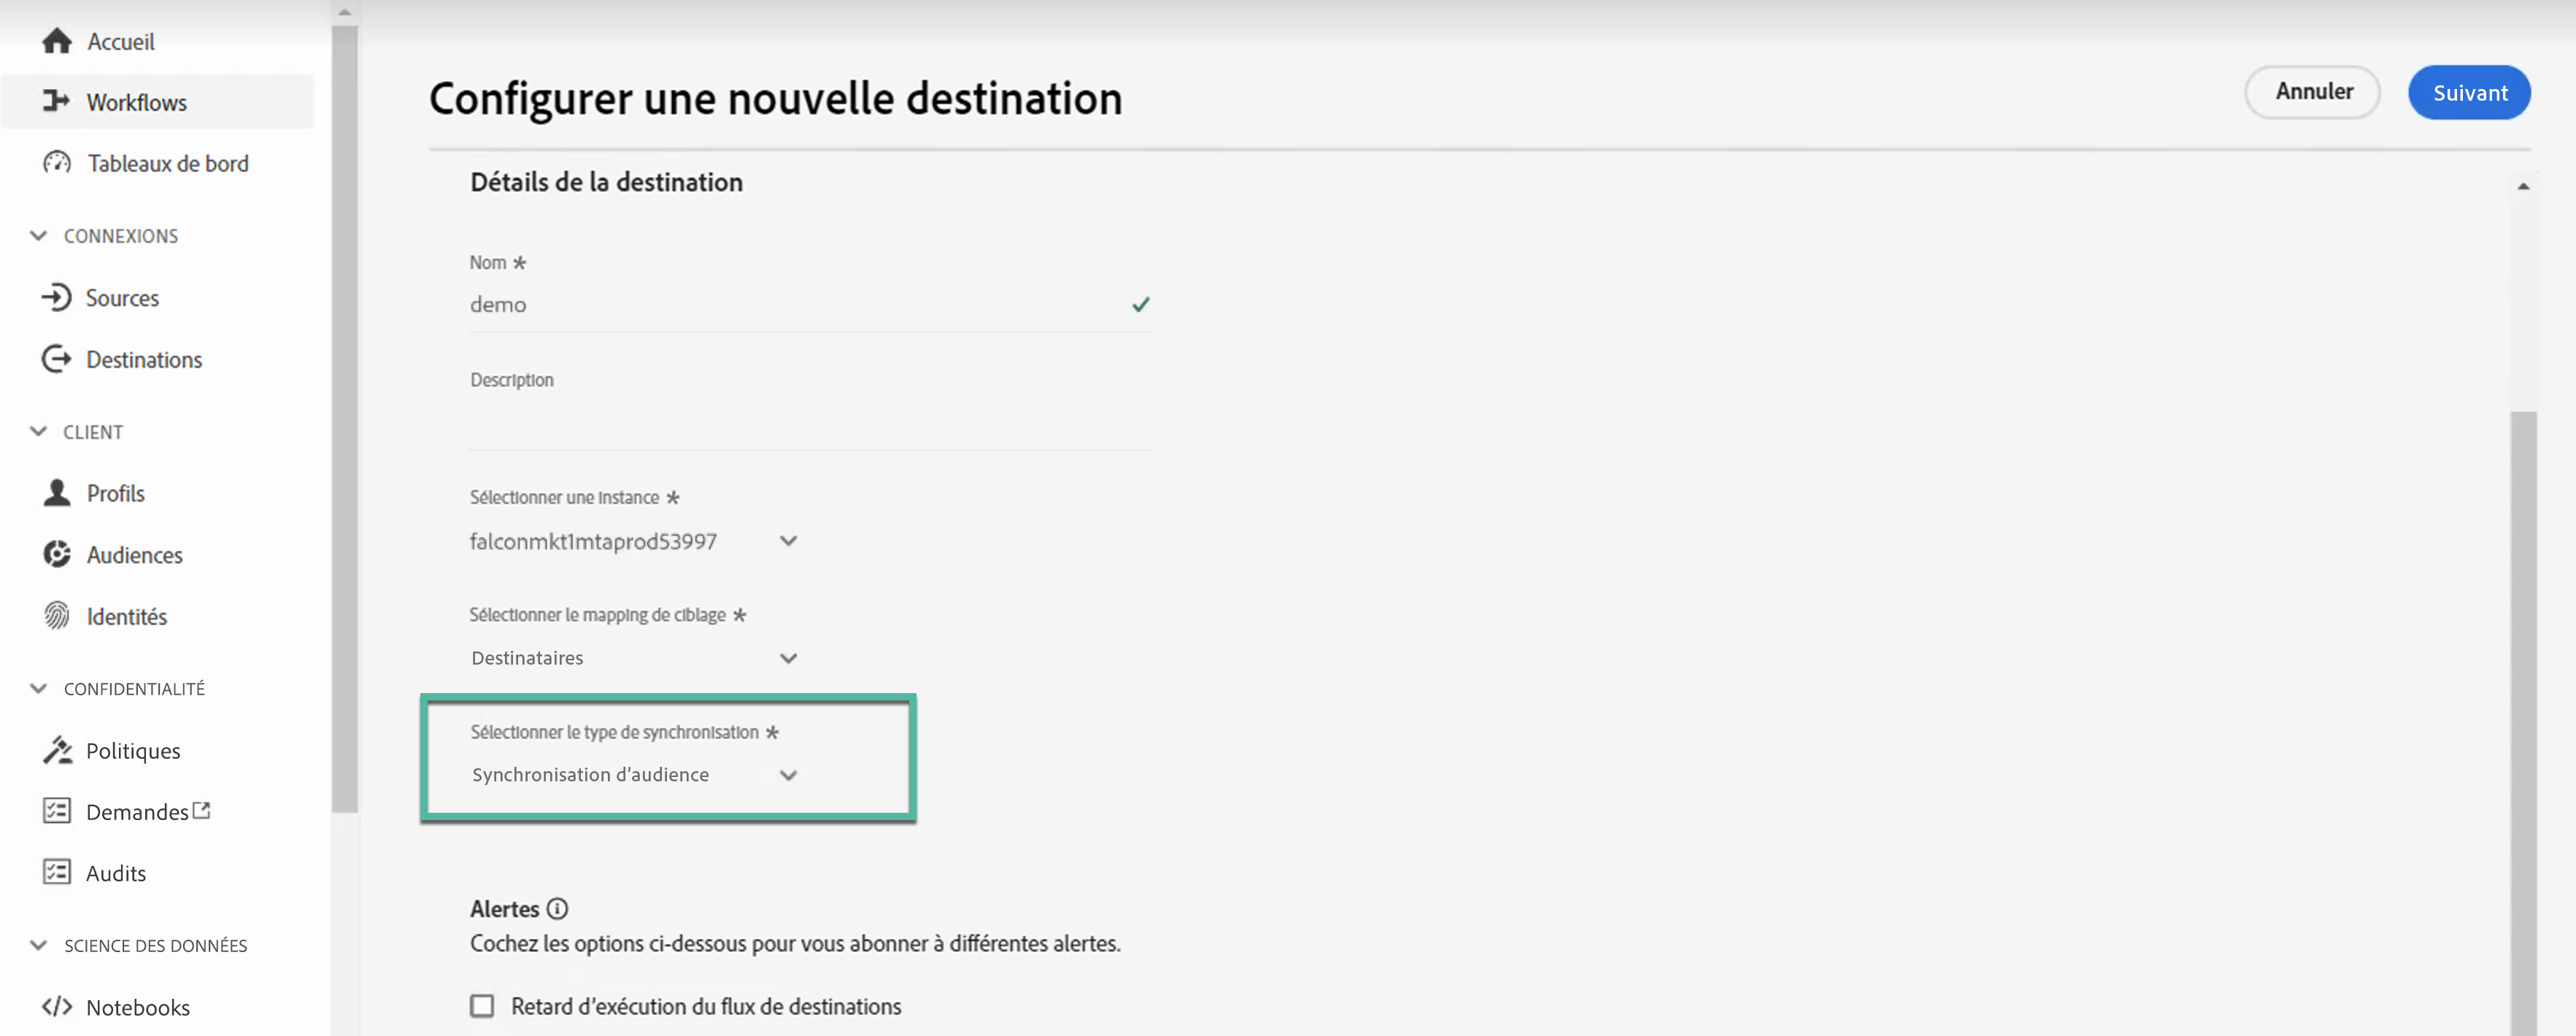 Accueil
Workflows
Tableaux de bord
CONNEXIONS
Sources
Destinations
CLIENT
Profils
Audiences
Identités
CONFIDENTIALITÉ
Politiques
Demandes
Audits
SCIENCE DES DONNÉES
Notebooks
Configurer une nouvelle destination
Annuler
Suivant
Détails de la destination
Nom *
demo
Description
Sélectionner une instance *
falconmkt1mtaprod53997
Sélectionner le mapping de ciblage *
Destinataires
Sélectionner le type de synchronisation *
Synchronisation d’audience
Alertes
Cochez les options ci-dessous pour vous abonner à différentes alertes.
Retard d’exécution du flux de destinations